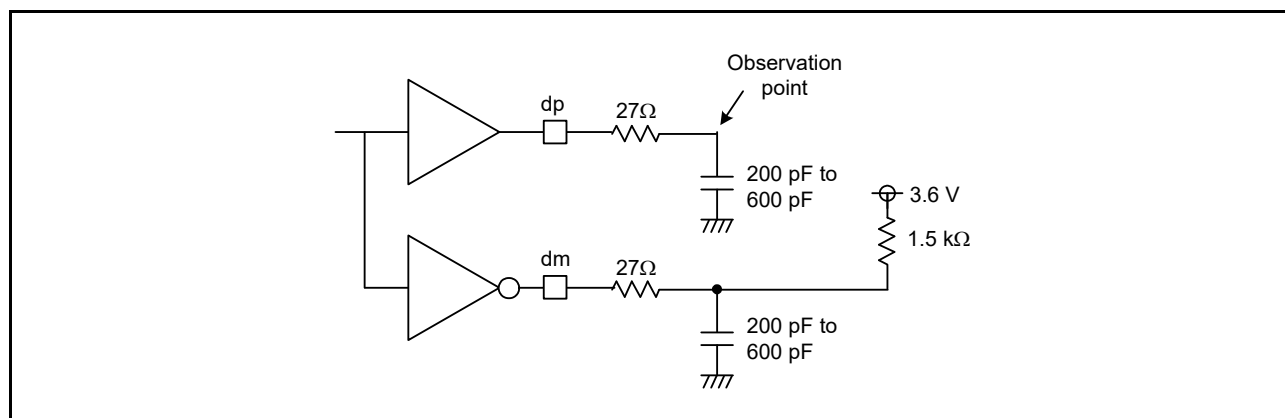 Observation
point
dp
27Ω
200 pF to
600 pF
3.6 V
1.5 kΩ
dm
27Ω
200 pF to
600 pF